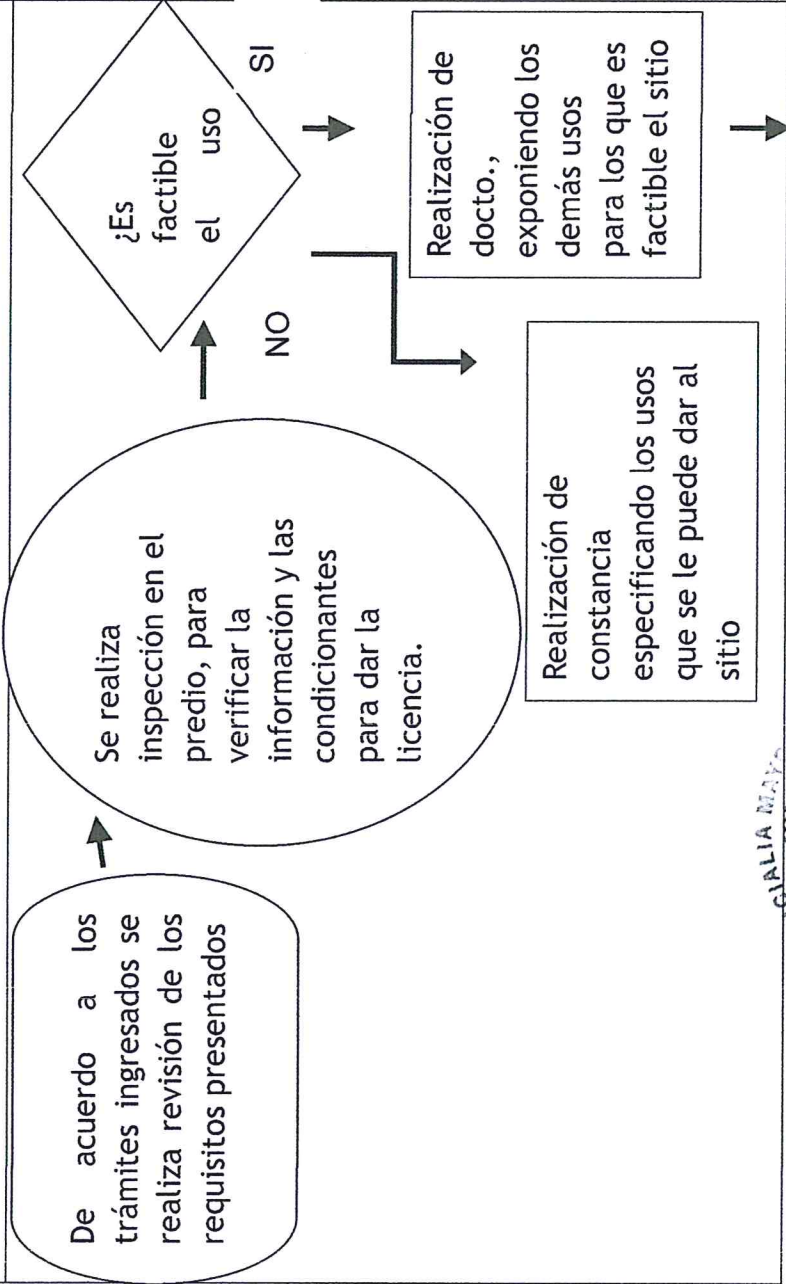 De acuerdo a los
trámites ingresados se
realiza revisión de los
requisitos presentados
Se realiza
inspección en el
predio, para
verificar la
información y las
condicionantes
para dar la
licencia.
¿Es
factible
el uso
SI
NO
Realización de
docto.,
exponiendo los
demás usos
para los que es
factible el sitio
Realización de
constancia
especificando los usos
que se le puede dar al
sitio